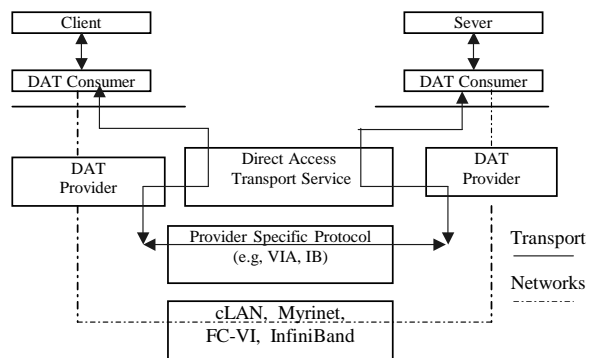 Client
Sever
DAT Consumer
DAT Consumer
DAT
Provider
Direct Access
Transport Service
DAT
Provider
Provider Specific Protocol
(e.g, VIA, IB)
Transport
Networks
cLAN, Myrinet,
FC-VI, InfiniBand